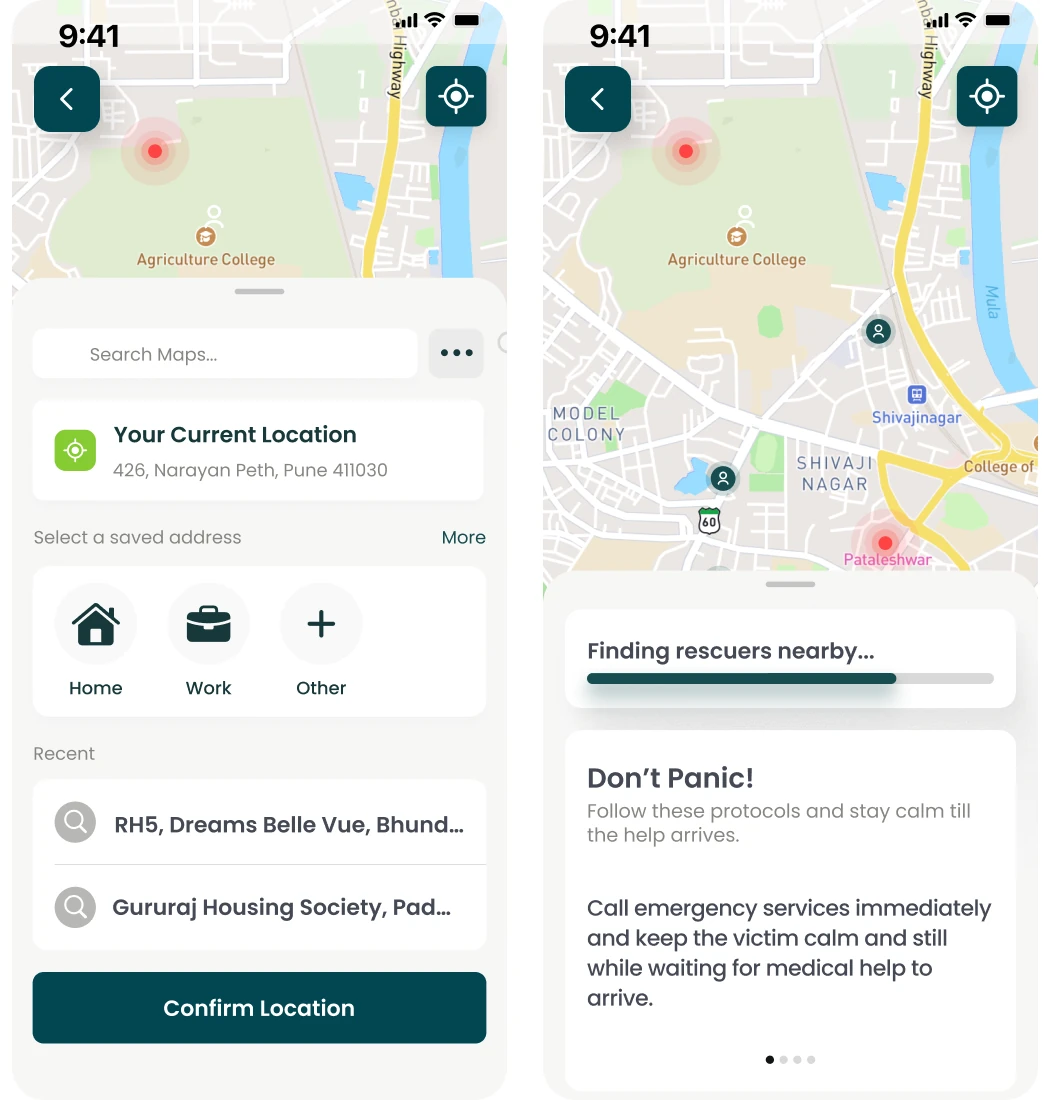 9:41
Highway
Agriculture College
Search Maps...
Your Current Location
426, Narayan Peth, Pune 411030
Select a saved address
More
Home
Work
Other
Recent
RH5, Dreams Belle Vue, Bhund...
Gururaj Housing Society, Pad...
Confirm Location
9:41
Highway
Agriculture College
Mula
Shivajinagar
MODEL
COLONY
SHIVAJI
NAGAR
College of
60
Pataleshwar
Finding rescuers nearby...
Don’t Panic!
Follow these protocols and stay calm till
the help arrives.
Call emergency services immediately
and keep the victim calm and still
while waiting for medical help to
arrive.